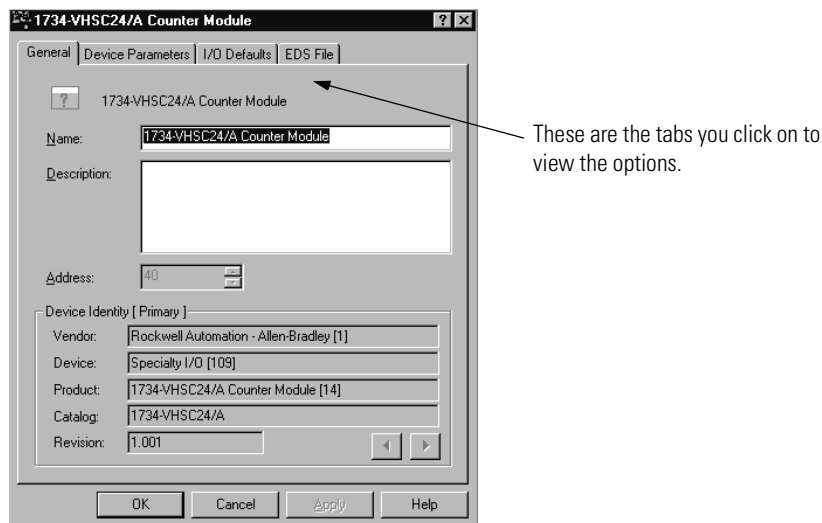 1734-VHSC24/A Counter Module
General Device Parameters I/O Defaults EDS File
1734-VHSC24/A Counter Module
Name: 1734-VHSC24/A Counter Module
Description:
Address: 40
Device Identity [ Primary ]
Vendor: Rockwell Automation - Allen-Bradley [1]
Device: Specialty I/O [109]
Product: 1734-VHSC24/A Counter Module [14]
Catalog: 1734-VHSC24/A
Revision: 1.001
OK Cancel Apply Help
These are the tabs you click on to
view the options.